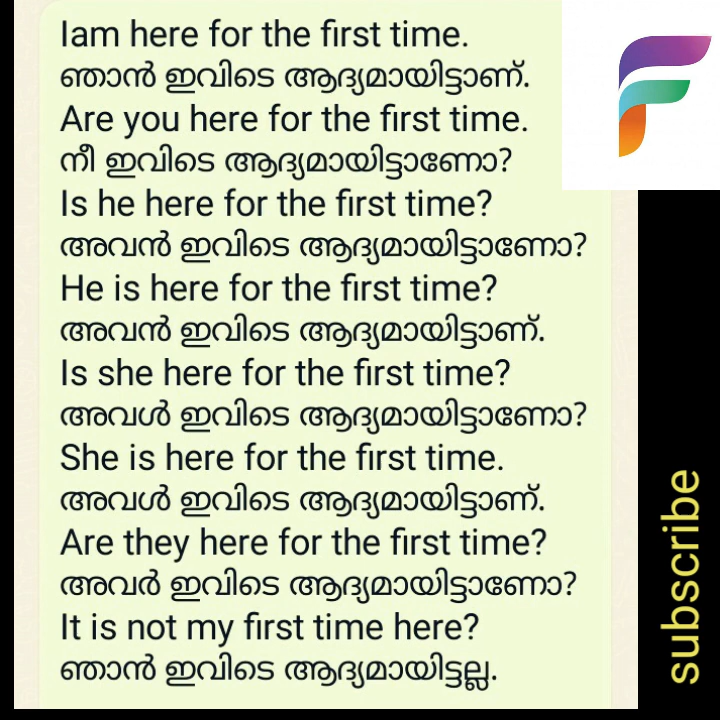 Iam here for the first time.
ഞാൻ ഇവിടെ ആദ്യമായിട്ടാണ്.
Are you here for the first time.
നീ ഇവിടെ ആദ്യമായിട്ടാണോ?
Is he here for the first time?
അവൻ ഇവിടെ ആദ്യമായിട്ടാണോ?
He is here for the first time?
അവൻ ഇവിടെ ആദ്യമായിട്ടാണ്.
Is she here for the first time?
അവൾ ഇവിടെ ആദ്യമായിട്ടാണോ?
She is here for the first time.
അവൾ ഇവിടെ ആദ്യമായിട്ടാണ്.
Are they here for the first time?
അവർ ഇവിടെ ആദ്യമായിട്ടാണോ?
It is not my first time here?
ഞാൻ ഇവിടെ ആദ്യമായിട്ടല്ല.
subscribe